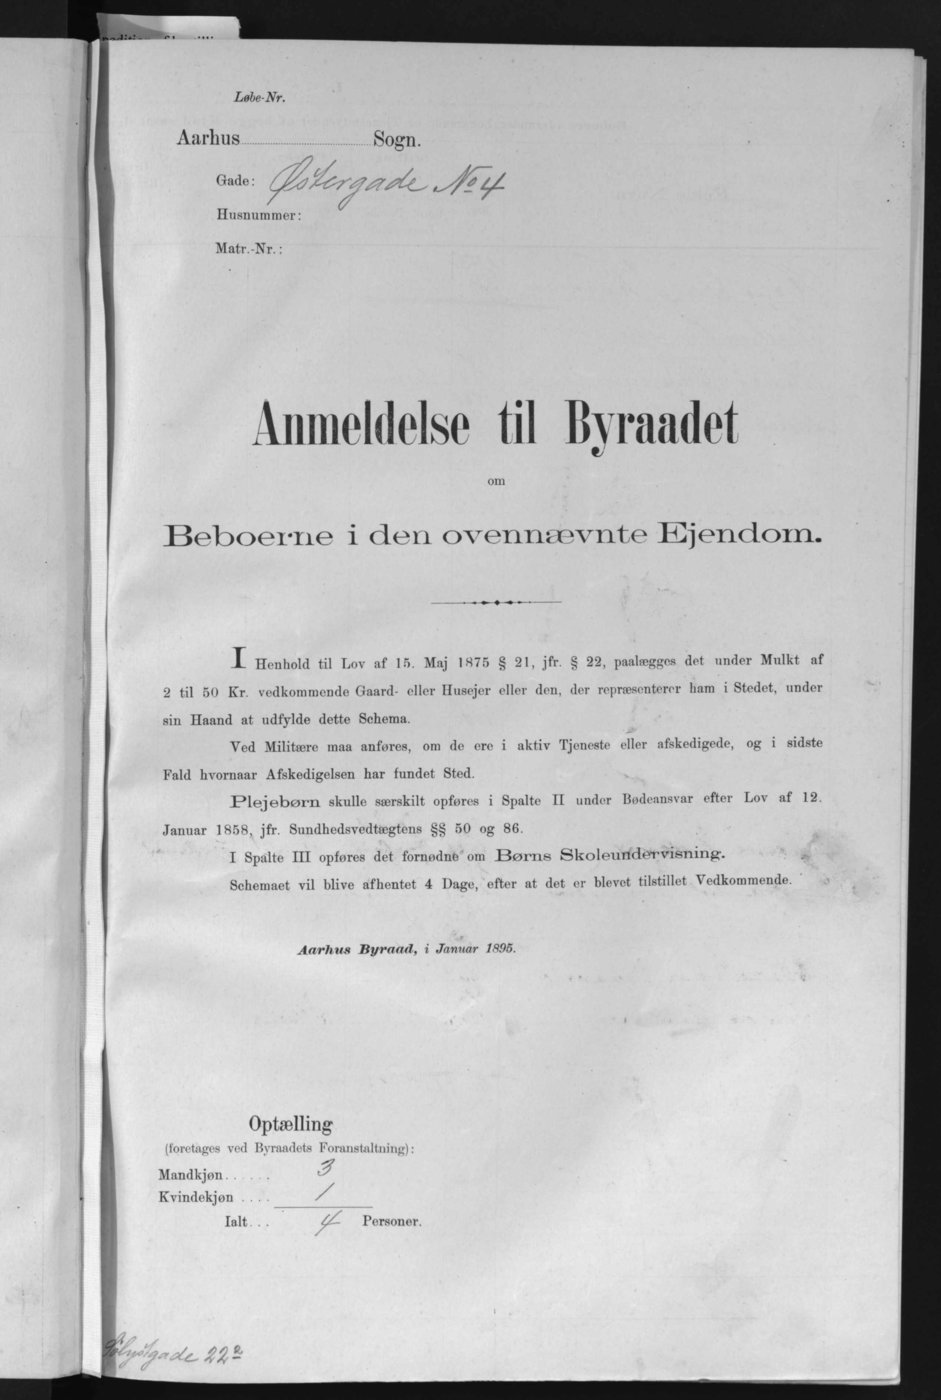 Løbe-Nr.
Aarhus Sogn.
Gade: Østergade No 4
Husnummer:
Matr.-Nr.:
Anmeldelse til Byraadet
om
Beboerne i den ovennævnte Ejendom.
I Henhold til Lov af 15. Maj 1875 § 21, jfr. § 22, paalægges det under Mulkt af
2 til 50 Kr. vedkommende Gaard- eller Husejer eller den, der repræsenterer ham i Stedet, under
sin Haand at udfylde dette Schema.
Ved Militære maa anføres, om de ere i aktiv Tjeneste eller afskedigede, og i sidste
Fald hvornaar Afskedigelsen har fundet Sted.
Plejebørn skulle særskilt opføres i Spalte II under Bødeansvar efter Lov af 12.
Januar 1858, jfr. Sundhedsvedtægtens §§ 50 og 86.
I Spalte III opføres det fornødne om Børns Skoleundervisning.
Schemaet vil blive afhentet 4 Dage, efter at det er blevet tilstillet Vedkommende.
Aarhus Byraad, i Januar 1895.
Optælling
(foretages ved Byraadets Foranstaltning):
Mandkjøn...... 3
Kvindekjøn .... 1
Ialt... 4 Personer.
Sølystgade 22²